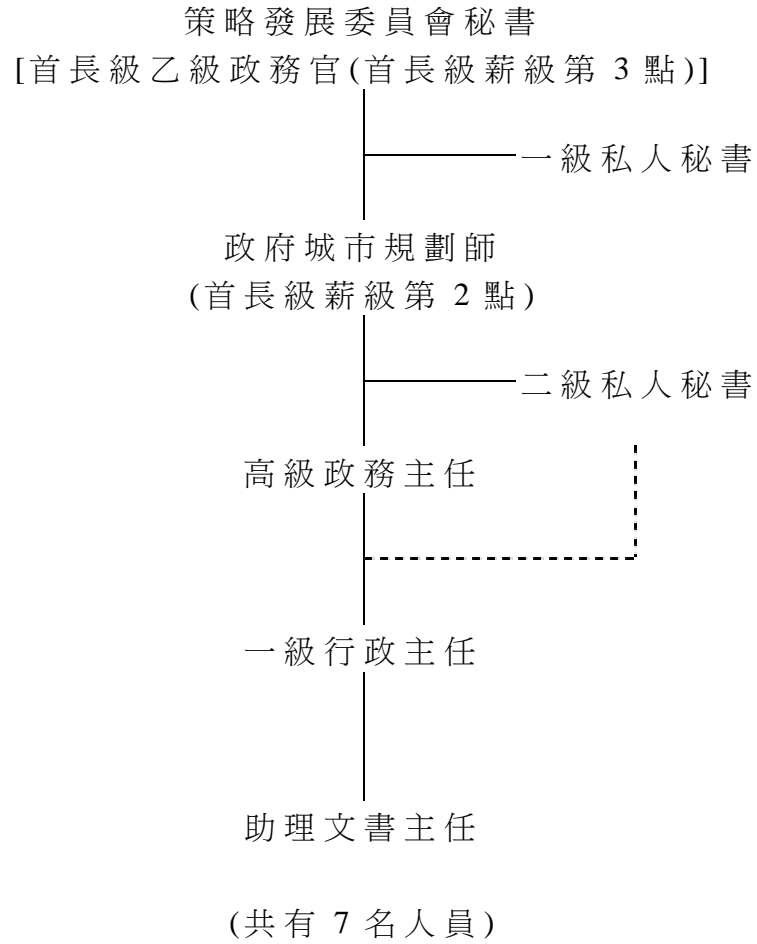 策略發展委員會秘書
[首長級乙級政務官(首長級薪級第 3 點)]
一級私人秘書
政府城市規劃師
(首長級薪級第 2 點)
二級私人秘書
高級政務主任
一級行政主任
助理文書主任
(共有 7 名人員)